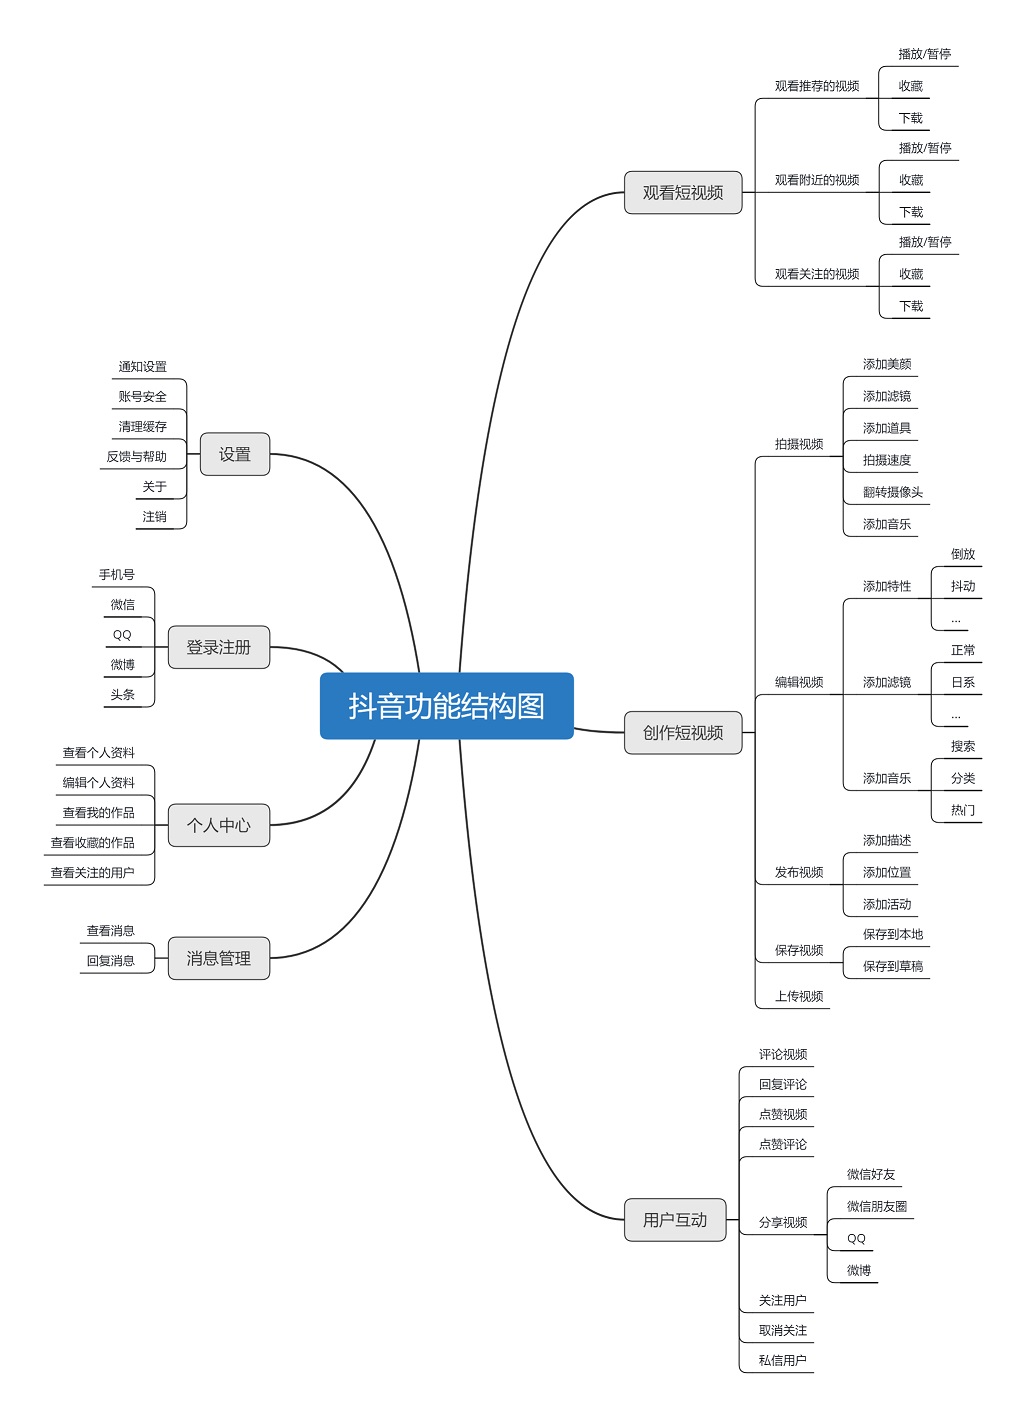 抖音功能结构图
观看短视频
观看推荐的视频
播放/暂停
收藏
下载
观看附近的视频
播放/暂停
收藏
下载
观看关注的视频
播放/暂停
收藏
下载
创作短视频
拍摄视频
添加美颜
添加滤镜
添加道具
拍摄速度
翻转摄像头
添加音乐
编辑视频
添加特性
倒放
抖动
...
添加滤镜
正常
日系
...
添加音乐
搜索
分类
热门
发布视频
添加描述
添加位置
添加活动
保存视频
保存到本地
保存到草稿
上传视频
用户互动
评论视频
回复评论
点赞视频
点赞评论
分享视频
微信好友
微信朋友圈
QQ
微博
关注用户
取消关注
私信用户
设置
通知设置
账号安全
清理缓存
反馈与帮助
关于
注销
登录注册
手机号
微信
QQ
微博
头条
个人中心
查看个人资料
编辑个人资料
查看我的作品
查看收藏的作品
查看关注的用户
消息管理
查看消息
回复消息